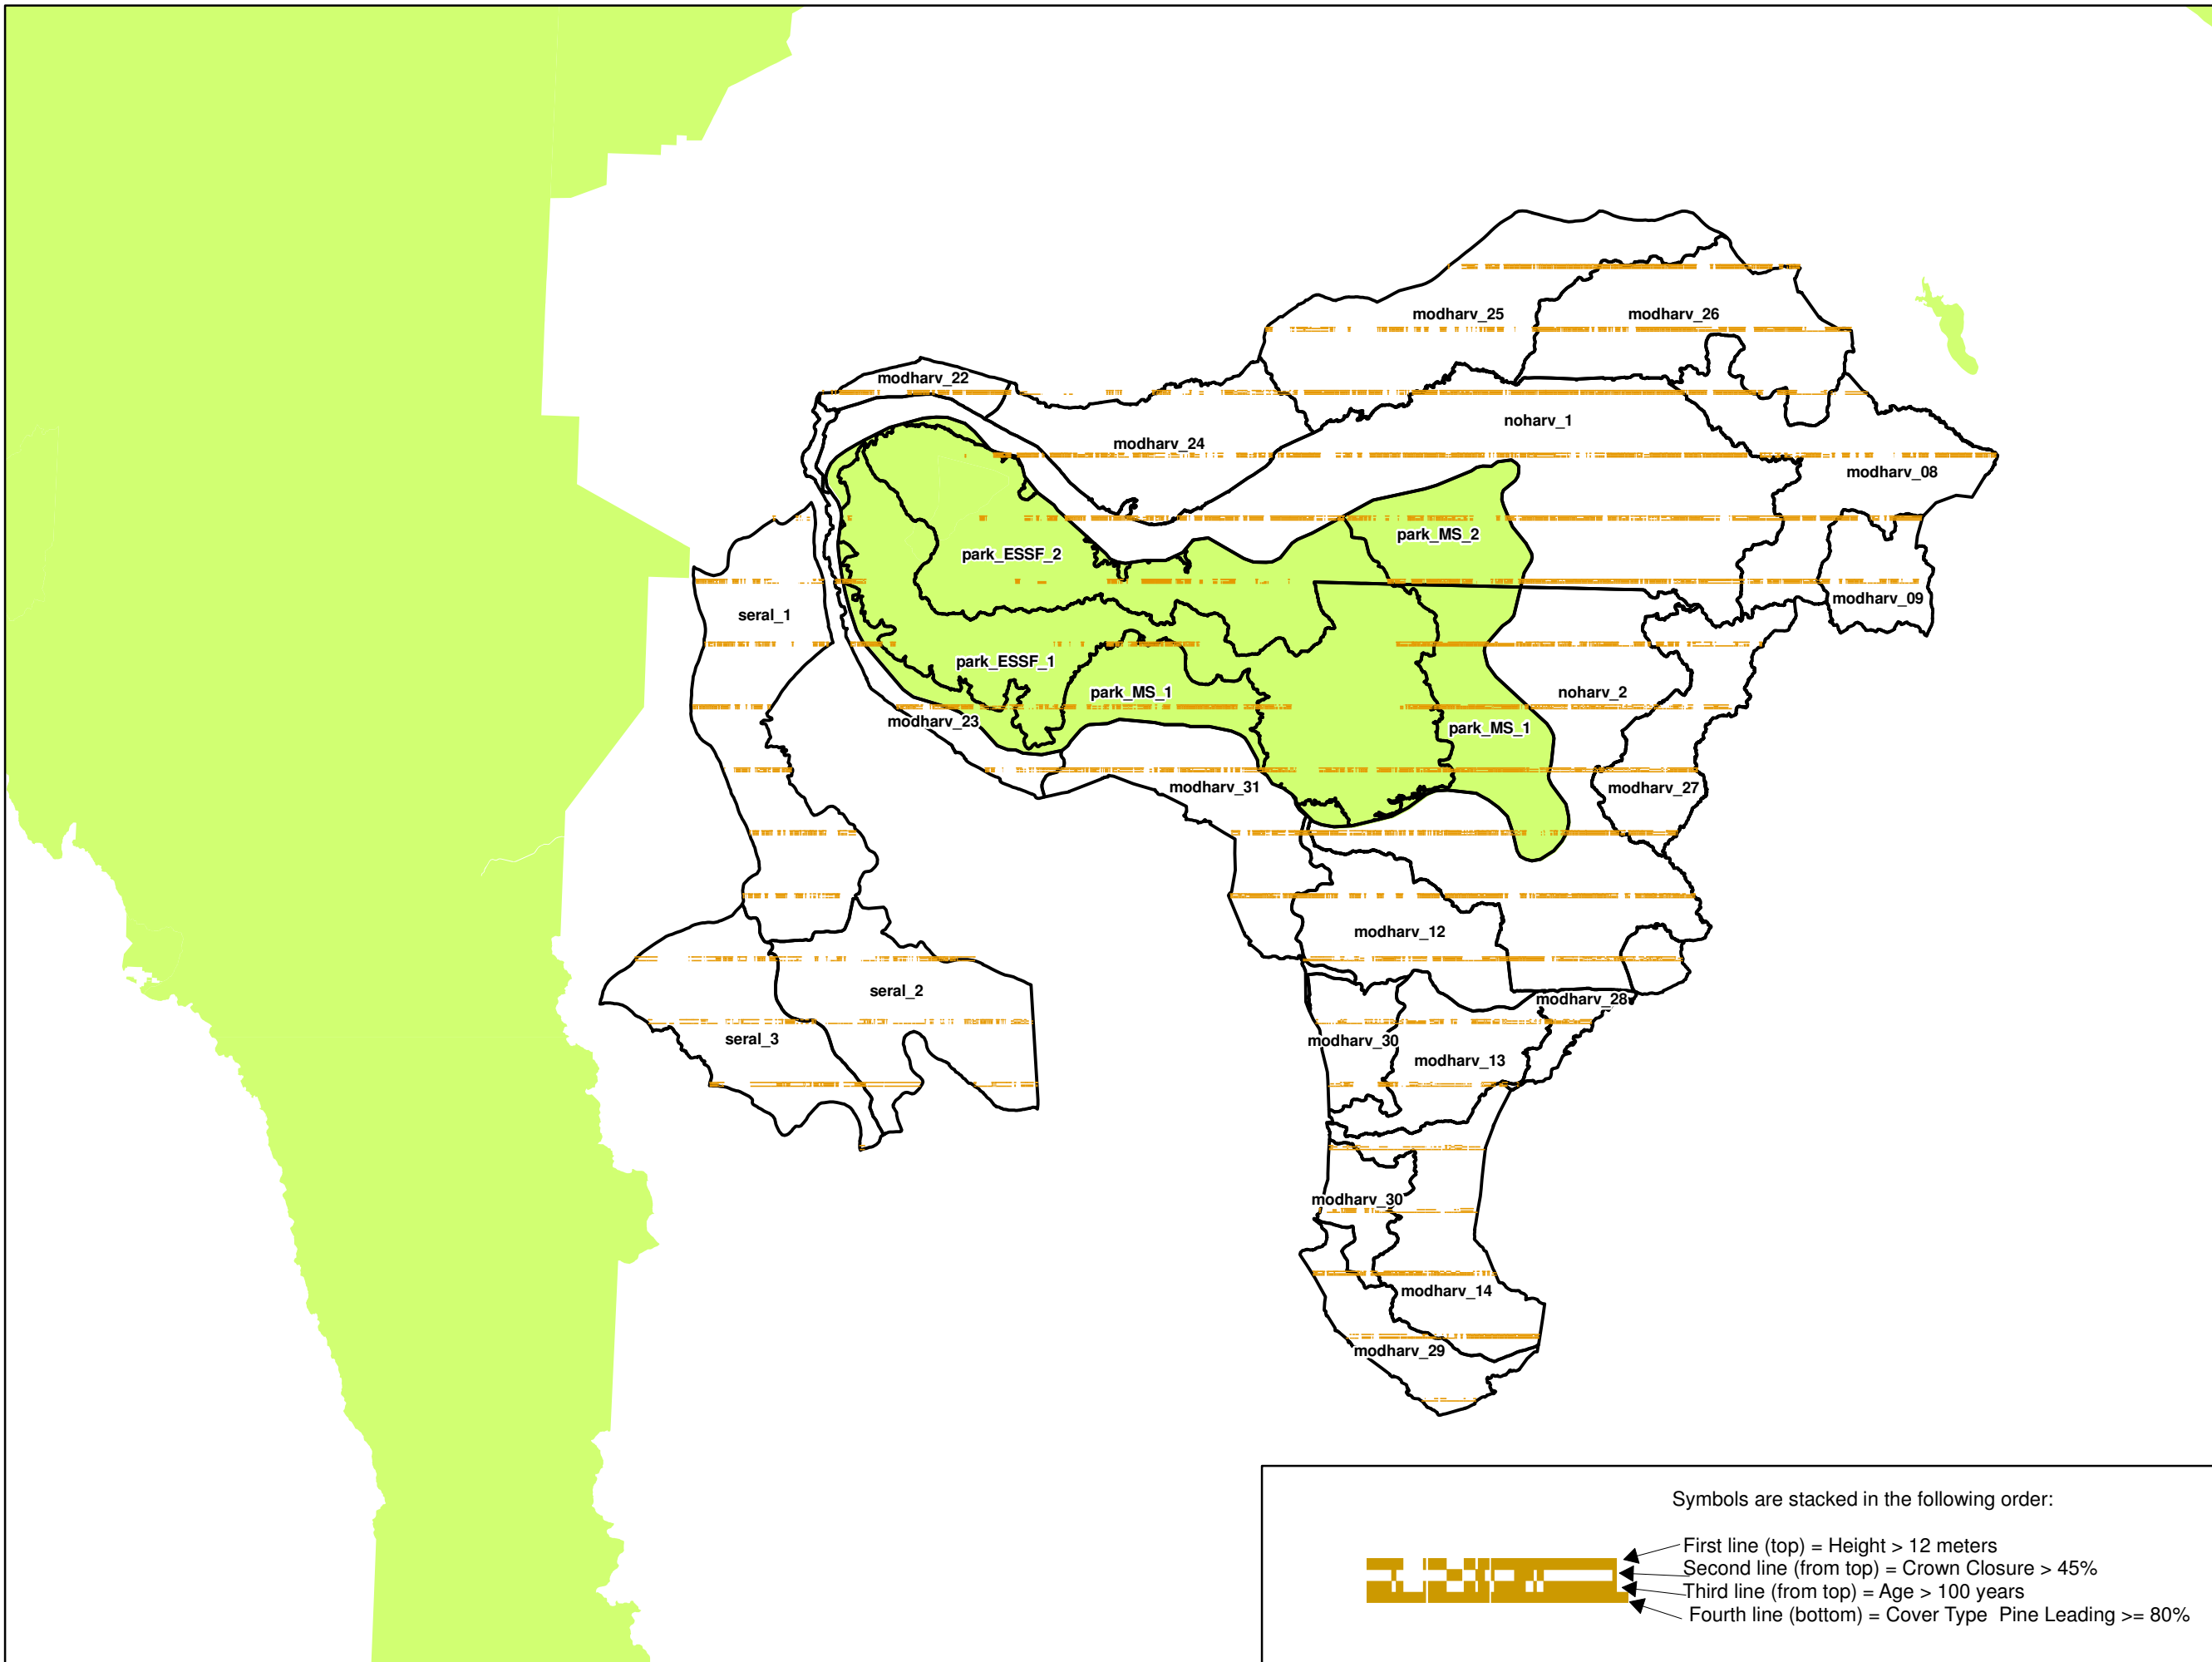 modharv_25
modharv_26
modharv_22
noharv_1
modharv_24
modharv_08
park_MS_2
park_ESSF_2
modharv_09
seral_1
park_ESSF_1
park_MS_1
noharv_2
modharv_23
park_MS_1
modharv_31
modharv_27
modharv_12
seral_2
modharv_28
seral_3
modharv_30
modharv_13
modharv_30
modharv_14
modharv_29
Symbols are stacked in the following order:
First line (top) = Height > 12 meters
Second line (from top) = Crown Closure > 45%
Third line (from top) = Age > 100 years
Fourth line (bottom) = Cover Type Pine Leading >= 80%